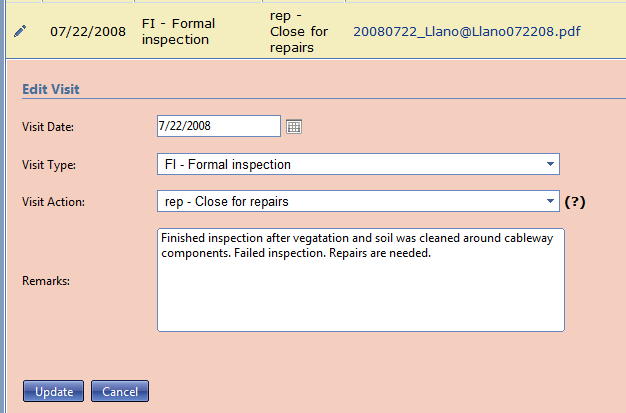 07/22/2008 FI - Formal inspection rep - Close for repairs 20080722_Llano@Llano072208.pdf
Edit Visit
Visit Date: 7/22/2008
Visit Type: FI - Formal inspection
Visit Action: rep - Close for repairs (?)
Remarks: Finished inspection after vegatation and soil was cleaned around cableway
components. Failed inspection. Repairs are needed.
Update Cancel